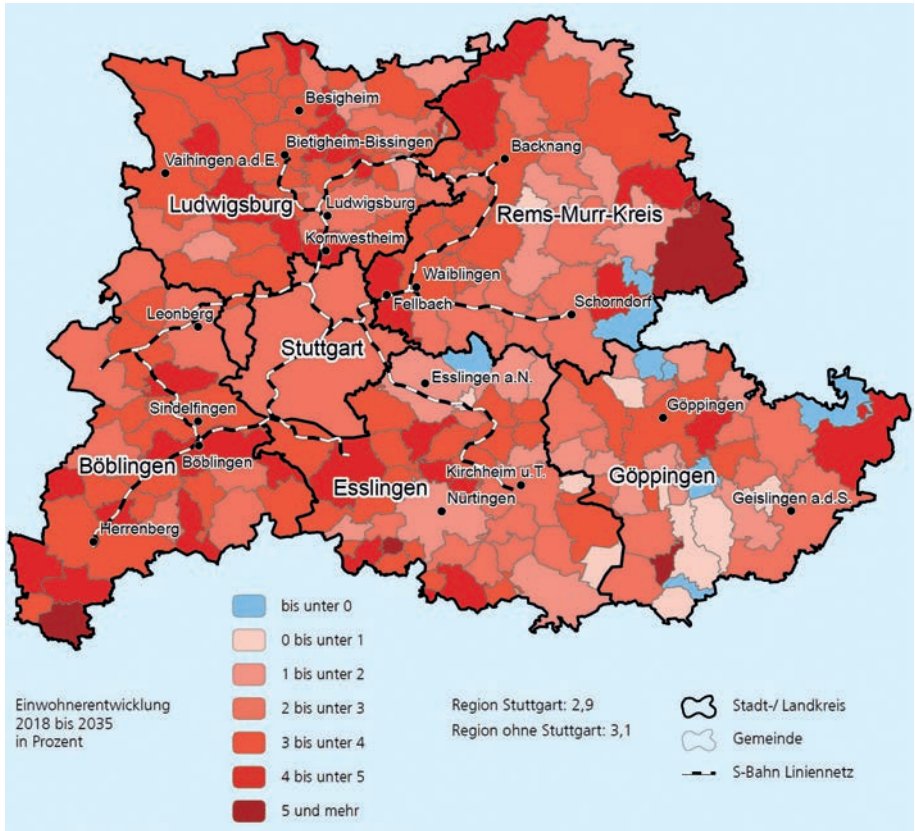 Besigheim
Bietigheim-Bissingen
Vaihingen a.d.E.
Backnang
Ludwigsburg
Ludwigsburg
Rems-Murr-Kreis
Kornwestheim
Waiblingen
Leonberg
Fellbach
Schorndorf
Stuttgart
Esslingen a.N.
Sindelfingen
Göppingen
Böblingen
Böblingen
Kirchheim u.T.
Göppingen
Esslingen
Nürtingen
Geislingen a.d.S.
Herrenberg
bis unter 0
0 bis unter 1
1 bis unter 2
2 bis unter 3
3 bis unter 4
4 bis unter 5
5 und mehr
Einwohnerentwicklung
2018 bis 2035
in Prozent
Region Stuttgart: 2,9
Region ohne Stuttgart: 3,1
Stadt-/ Landkreis
Gemeinde
S-Bahn Liniennetz